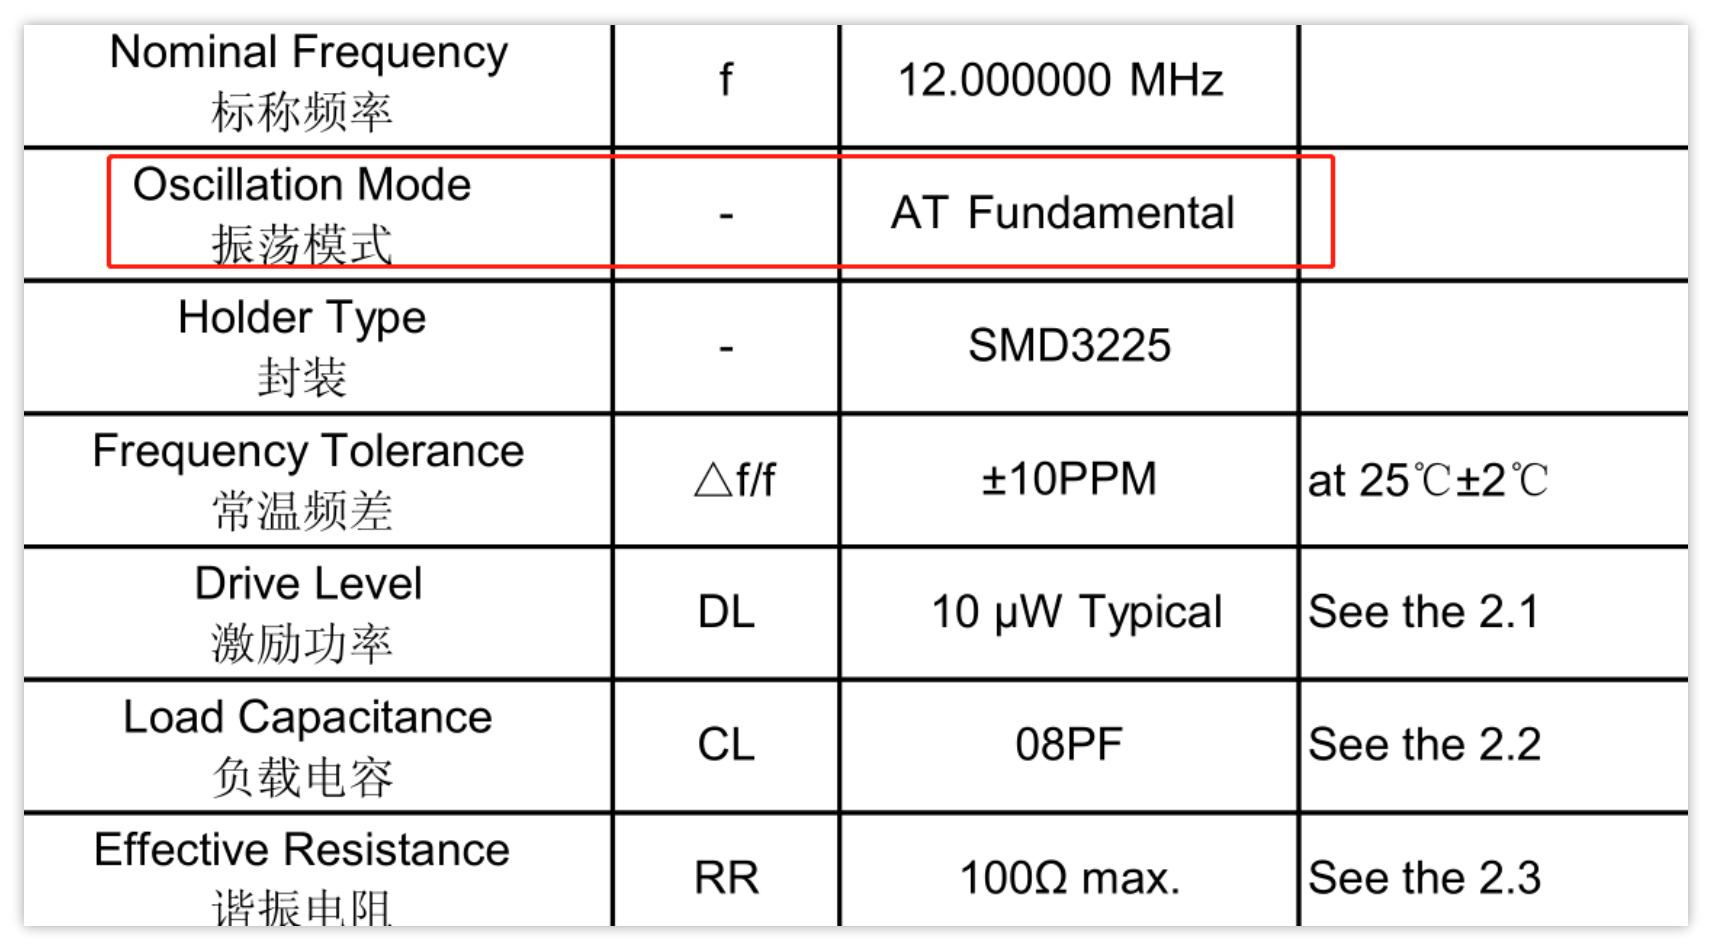 Nominal Frequency
标称频率
f
12.000000 MHz
Oscillation Mode
振荡模式
-
AT Fundamental
Holder Type
封装
-
SMD3225
Frequency Tolerance
常温频差
△f/f
±10PPM
at 25℃±2℃
Drive Level
激励功率
DL
10 µW Typical
See the 2.1
Load Capacitance
负载电容
CL
08PF
See the 2.2
Effective Resistance
谐振电阻
RR
100Ω max.
See the 2.3